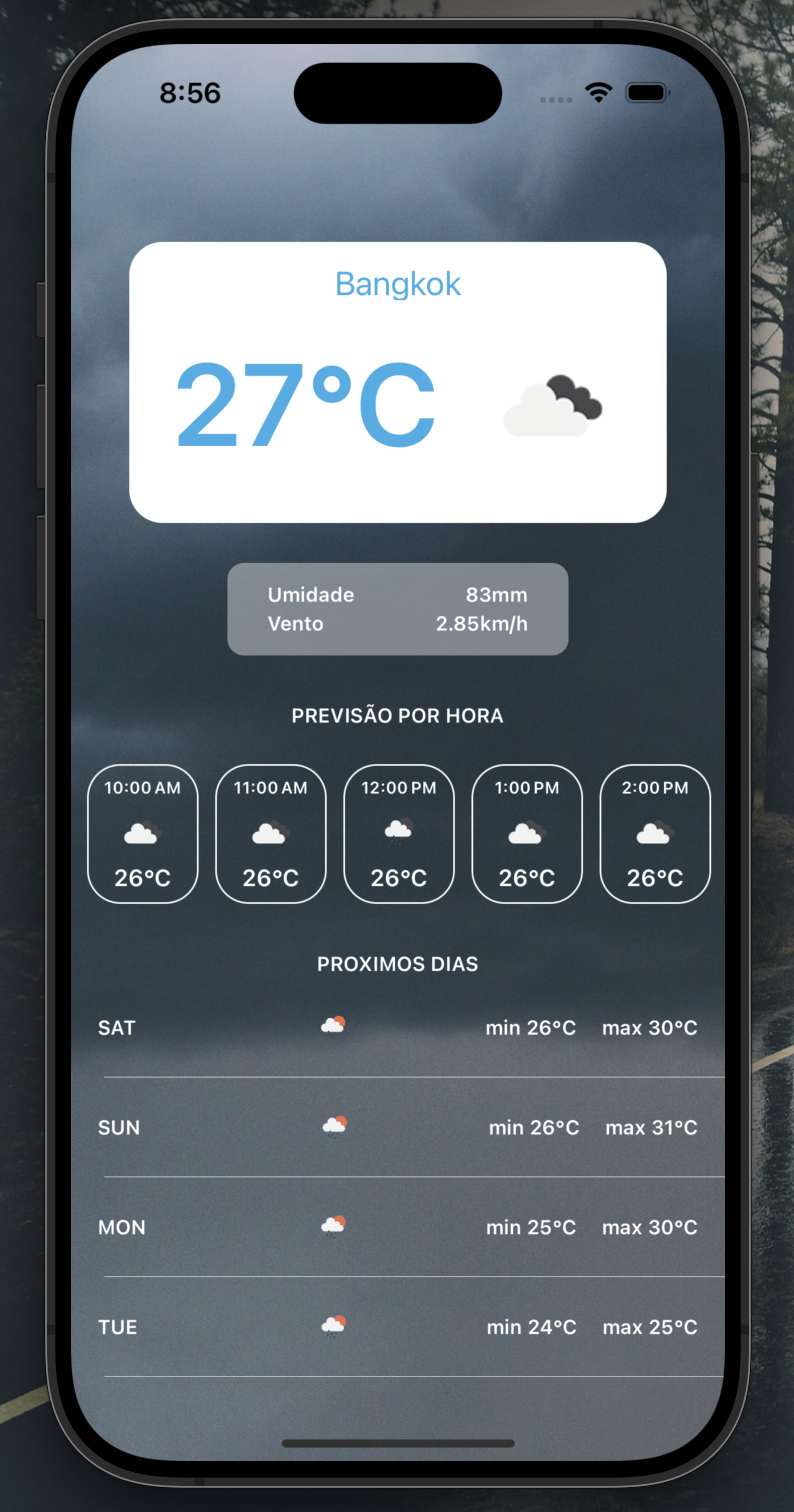 8:56
Bangkok
27°C
Umidade 83mm
Vento 2.85km/h
PREVISÃO POR HORA
10:00 AM 11:00 AM 12:00 PM 1:00 PM 2:00 PM
26°C 26°C 26°C 26°C 26°C
PROXIMOS DIAS
SAT min 26°C max 30°C
SUN min 26°C max 31°C
MON min 25°C max 30°C
TUE min 24°C max 25°C